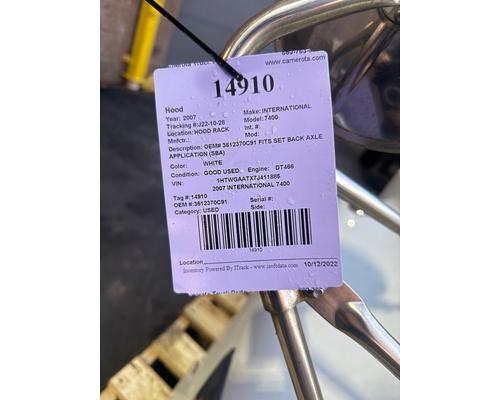 www.camerota.com
14910
Hood
Year: 2007 Make: INTERNATIONAL
Tracking #:J22-10-28 Model: 7400
Location: HOOD RACK Int. #:
Mnfctr.: Mod:
Description: OEM# 3612370C91 FITS SET BACK AXLE
APPLICATION (SBA)
Color: WHITE
Condition: GOOD USED, Engine: DT466
VIN: 1HTWGAATX7J411885
2007 INTERNATIONAL 7400
Tag #:14910
OEM #:3612370C91 Serial #:
Category: USED Side:
14910
Location
Inventory Powered By ITrack - www.isoftdata.com 10/12/2022